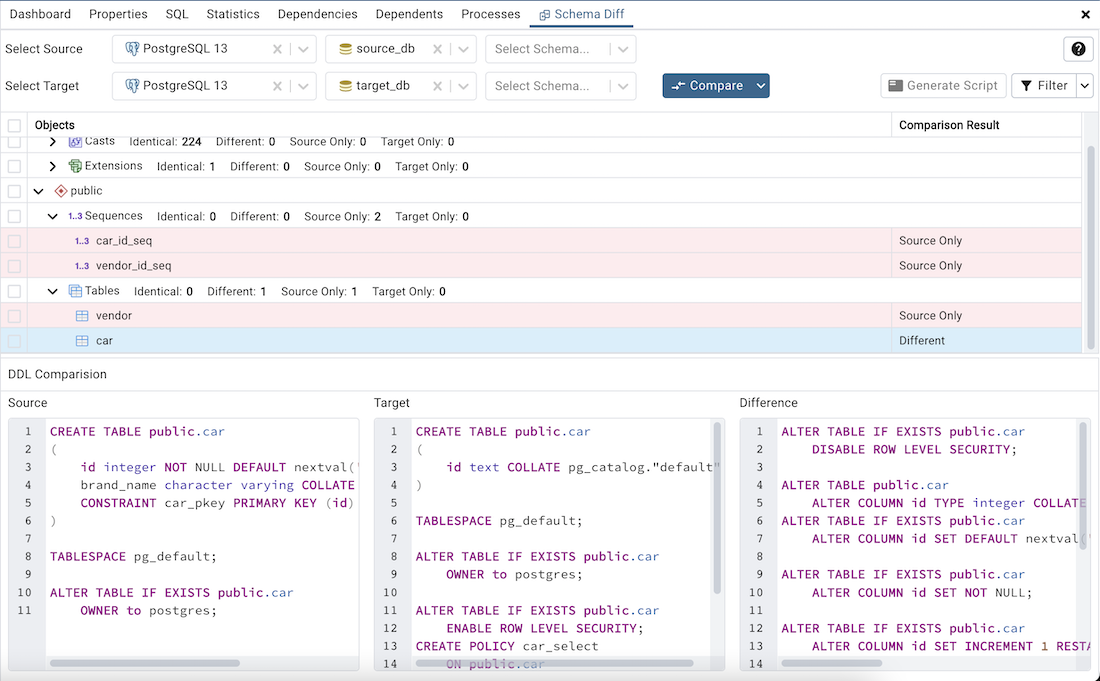 Dashboard Properties SQL Statistics Dependencies Dependents Processes Schema Diff
Select Source PostgreSQL 13 source_db Select Schema...
Select Target PostgreSQL 13 target_db Select Schema... Compare Generate Script Filter
Objects Comparison Result
Casts Identical: 224 Different: 0 Source Only: 0 Target Only: 0
Extensions Identical: 1 Different: 0 Source Only: 0 Target Only: 0
public
1..3 Sequences Identical: 0 Different: 0 Source Only: 2 Target Only: 0
1..3 car_id_seq Source Only
1..3 vendor_id_seq Source Only
Tables Identical: 0 Different: 1 Source Only: 1 Target Only: 0
vendor Source Only
car Different
DDL Comparision
Source
1 CREATE TABLE public.car
2 (
3 id integer NOT NULL DEFAULT nextval('
4 brand_name character varying COLLATE
5 CONSTRAINT car_pkey PRIMARY KEY (id)
6 )
7
8 TABLESPACE pg_default;
9
10 ALTER TABLE IF EXISTS public.car
11 OWNER to postgres;
Target
1 CREATE TABLE public.car
2 (
3 id text COLLATE pg_catalog."default"
4 )
5
6 TABLESPACE pg_default;
7
8 ALTER TABLE IF EXISTS public.car
9 OWNER to postgres;
10
11 ALTER TABLE IF EXISTS public.car
12 ENABLE ROW LEVEL SECURITY;
13 CREATE POLICY car_select
14 ON public.car
Difference
1 ALTER TABLE IF EXISTS public.car
2 DISABLE ROW LEVEL SECURITY;
3
4 ALTER TABLE public.car
5 ALTER COLUMN id TYPE integer COLLATE
6 ALTER TABLE IF EXISTS public.car
7 ALTER COLUMN id SET DEFAULT nextval('
8
9 ALTER TABLE IF EXISTS public.car
10 ALTER COLUMN id SET NOT NULL;
11
12 ALTER TABLE IF EXISTS public.car
13 ALTER COLUMN id SET INCREMENT 1 RESTA
14